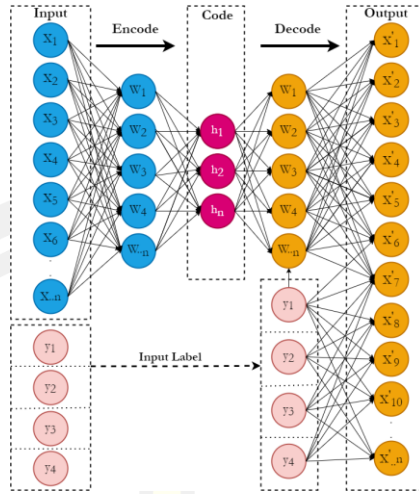 Input
Encode
Code
Decode
Output
X1
X2
X3
X4
X5
X6
X..n
W1
W2
W3
W4
W..n
h1
h2
hn
W1
W2
W3
W4
W..n
X'1
X'2
X'3
X'4
X'5
X'6
X'7
X'8
X'9
X'10
X'..n
y1
y2
y3
y4
Input Label
y1
y2
y3
y4